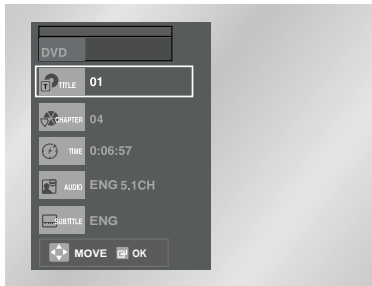 DVD
T TITLE 01
CHAPTER 04
TIME 0:06:57
AUDIO ENG 5.1CH
SUBTITLE ENG
MOVE OK